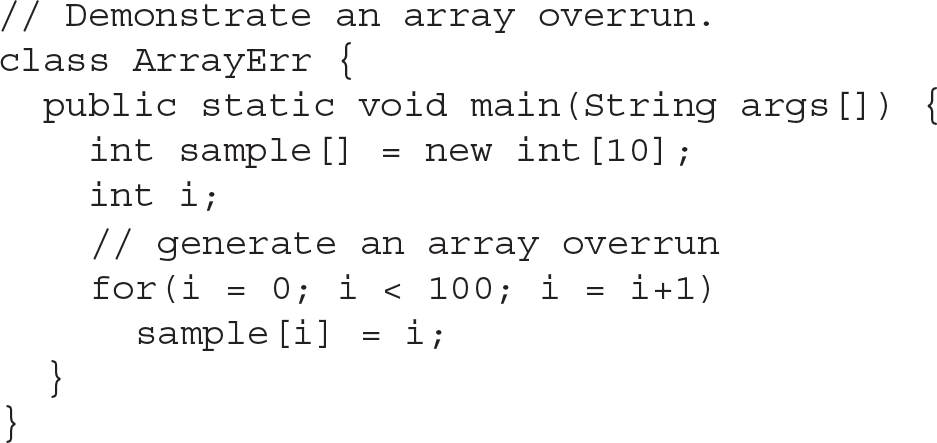 // Demonstrate an array overrun.
class ArrayErr {
  public static void main(String args[]) {
    int sample[] = new int[10];
    int i;
    // generate an array overrun
    for(i = 0; i < 100; i = i+1)
      sample[i] = i;
  }
}